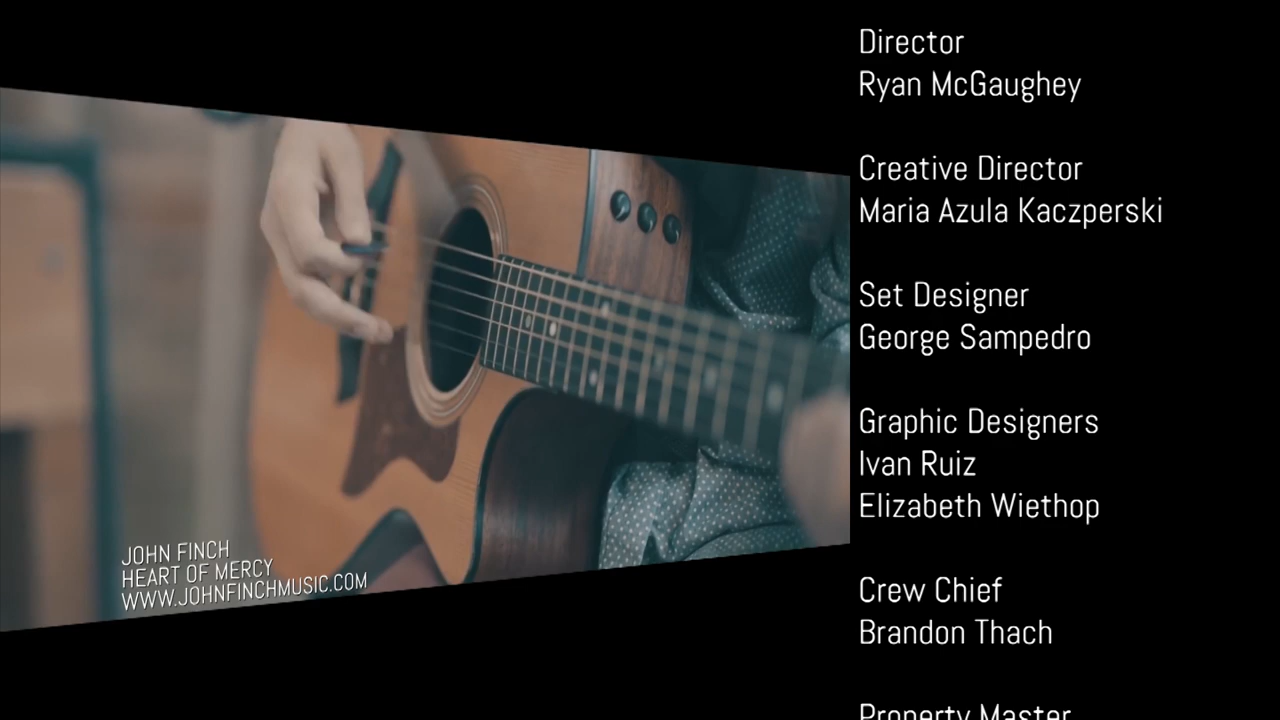 Director
Ryan McGaughey
Creative Director
Maria Azula Kaczperski
Set Designer
George Sampedro
Graphic Designers
Ivan Ruiz
Elizabeth Wiethop
Crew Chief
Brandon Thach
Property Master
JOHN FINCH
HEART OF MERCY
WWW.JOHNFINCHMUSIC.COM